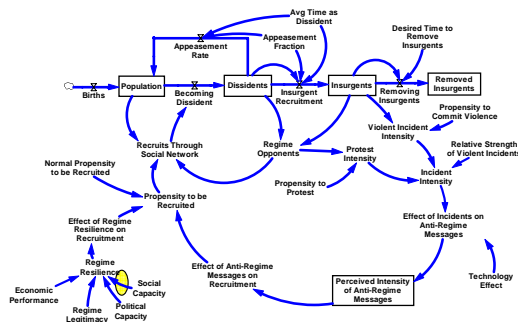 Avg Time as
Dissident
Appeasement
Fraction
Appeasement
Rate
Desired Time to
Remove
Insurgents
Births
Population
Becoming
Dissident
Dissidents
Insurgent
Recruitment
Insurgents
Removing
Insurgents
Removed
Insurgents
Propensity to
Commit Violence
Violent Incident
Intensity
Recruits Through
Social Network
Regime
Opponents
Protest
Intensity
Relative Strength
of Violent Incidents
Incident
Intensity
Normal Propensity
to be Recruited
Propensity to be
Recruited
Propensity to
Protest
Effect of Regime
Resilience on
Recruitment
Effect of Incidents on
Anti-Regime
Messages
Regime
Resilience
Social
Capacity
Effect of Anti-Regime
Messages on
Recruitment
Technology
Effect
Economic
Performance
Regime
Legitimacy
Political
Capacity
Perceived Intensity
of Anti-Regime
Messages